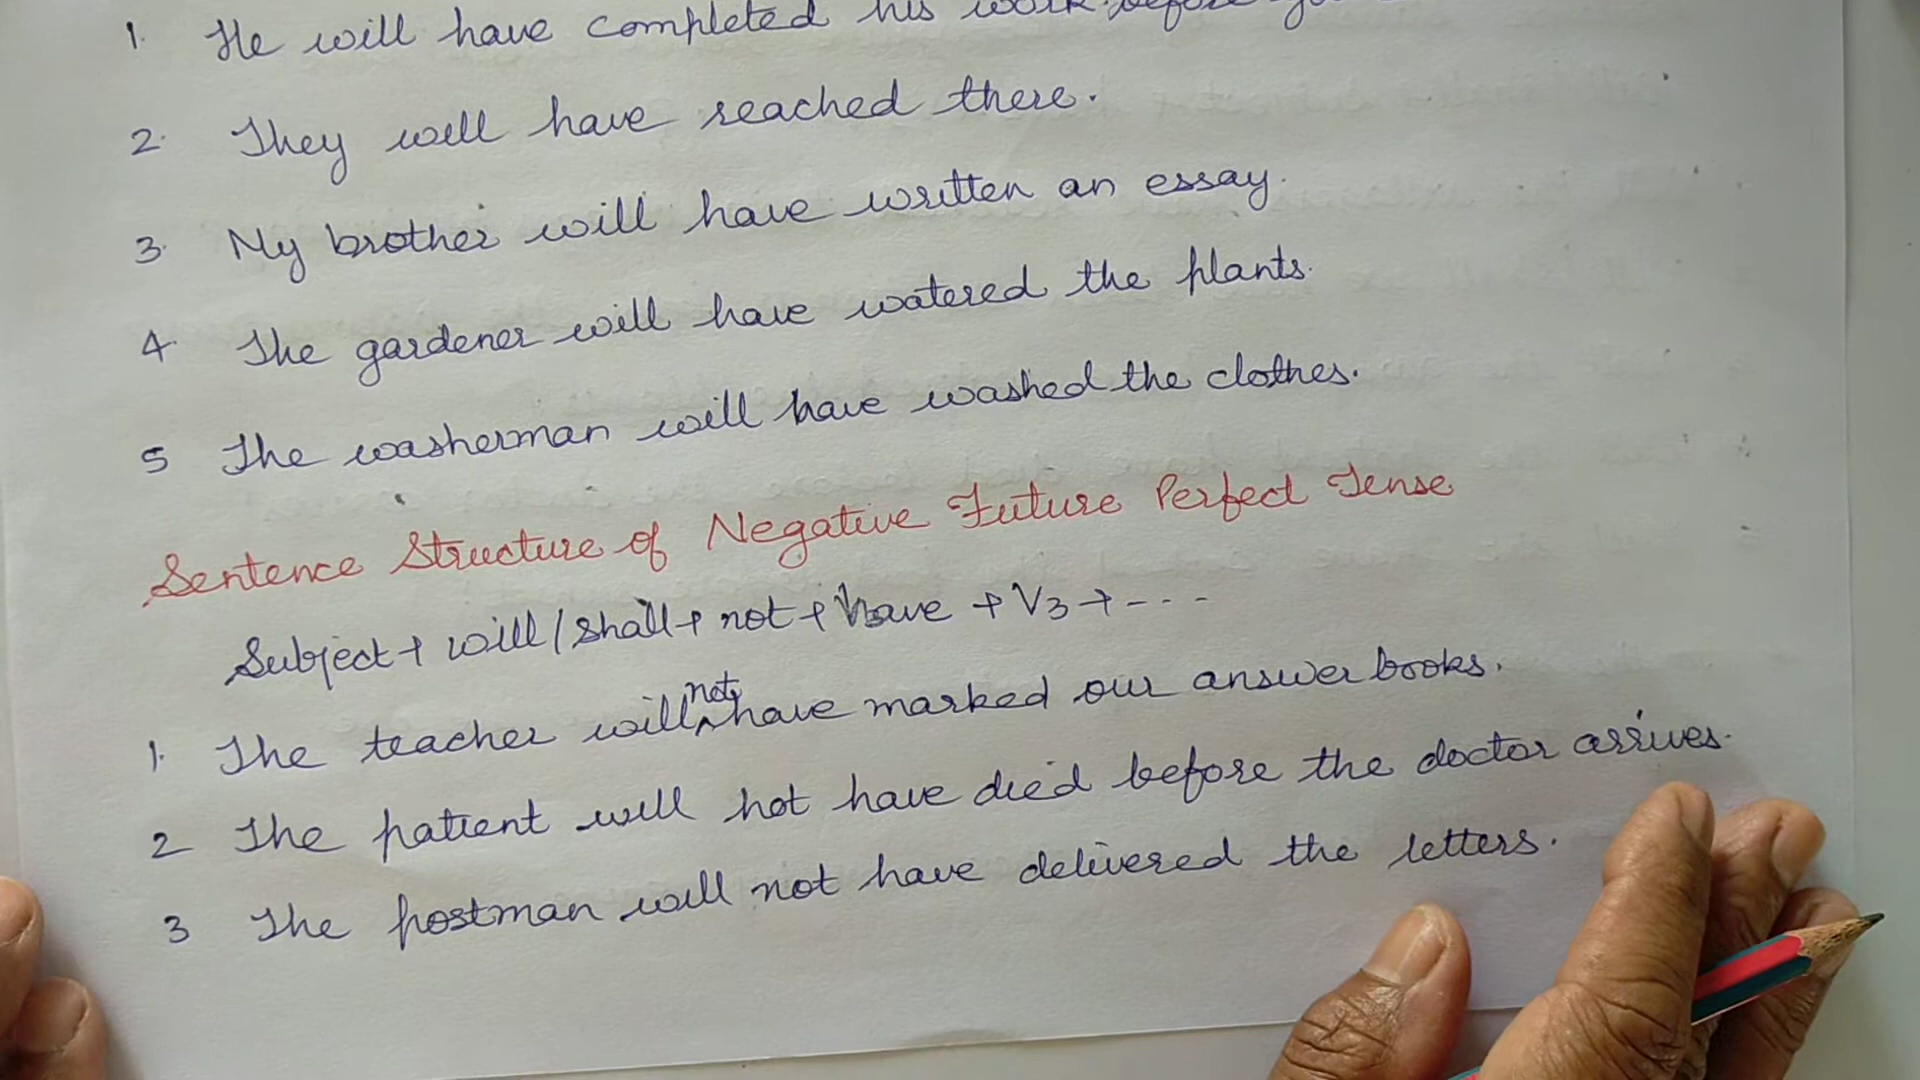 1. He will have completed his work before
2. They will have reached there.
3. My brother will have written an essay.
4. The gardener will have watered the plants.
5 The washerman will have washed the clothes.
Sentence Structure of Negative Future Perfect Tense
Subject + will / shall + not + have + V3 + - - -
1. The teacher will not have marked our answer books.
2 The patient will not have died before the doctor arrives.
3 The postman will not have delivered the letters.